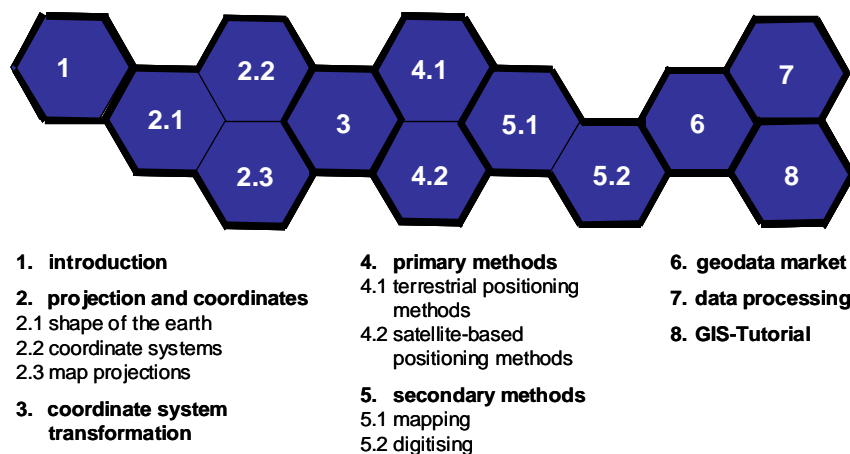 1
2.1
2.2
2.3
3
4.1
4.2
5.1
5.2
6
7
8
1. introduction
2. projection and coordinates
2.1 shape of the earth
2.2 coordinate systems
2.3 map projections
3. coordinate system
transformation
4. primary methods
4.1 terrestrial positioning
methods
4.2 satellite-based
positioning methods
5. secondary methods
5.1 mapping
5.2 digitising
6. geodata market
7. data processing
8. GIS-Tutorial